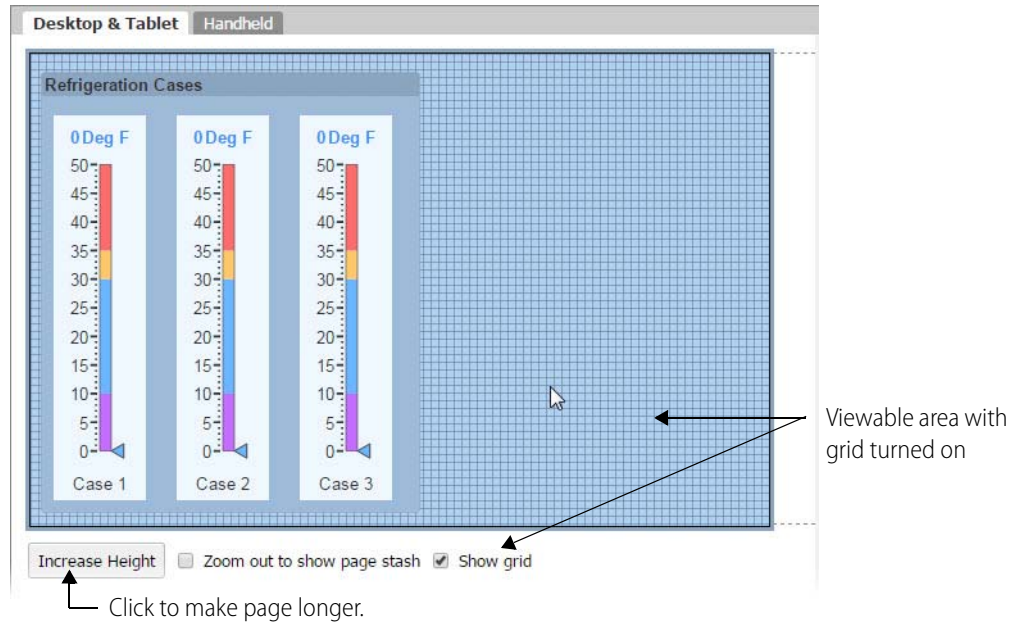 Desktop & Tablet Handheld
Refrigeration Cases
0 Deg F 0 Deg F 0 Deg F
50 50 50
45 45 45
40 40 40
35 35 35
30 30 30
25 25 25
20 20 20
15 15 15
10 10 10
5 5 5
0 0 0
Case 1 Case 2 Case 3
Viewable area with
grid turned on
Increase Height Zoom out to show page stash Show grid
Click to make page longer.